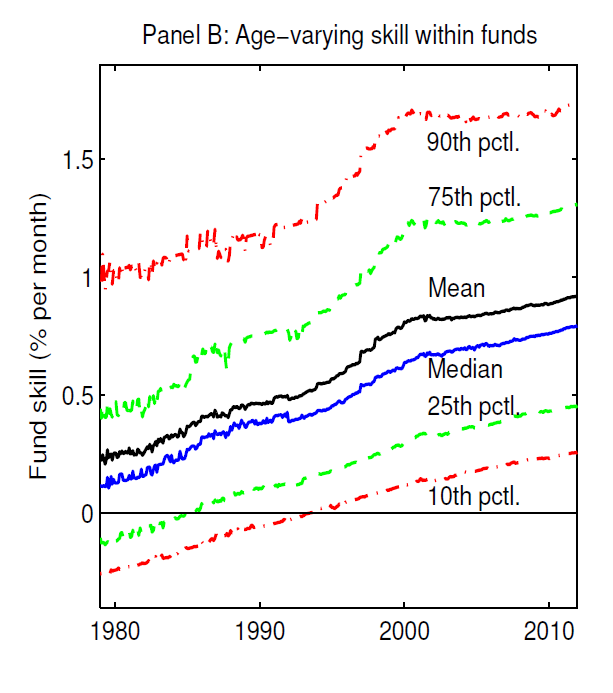 Panel B: Age−varying skill within funds
Fund skill (% per month)
1.5
1
0.5
0
90th pctl.
75th pctl.
Mean
Median
25th pctl.
10th pctl.
1980
1990
2000
2010